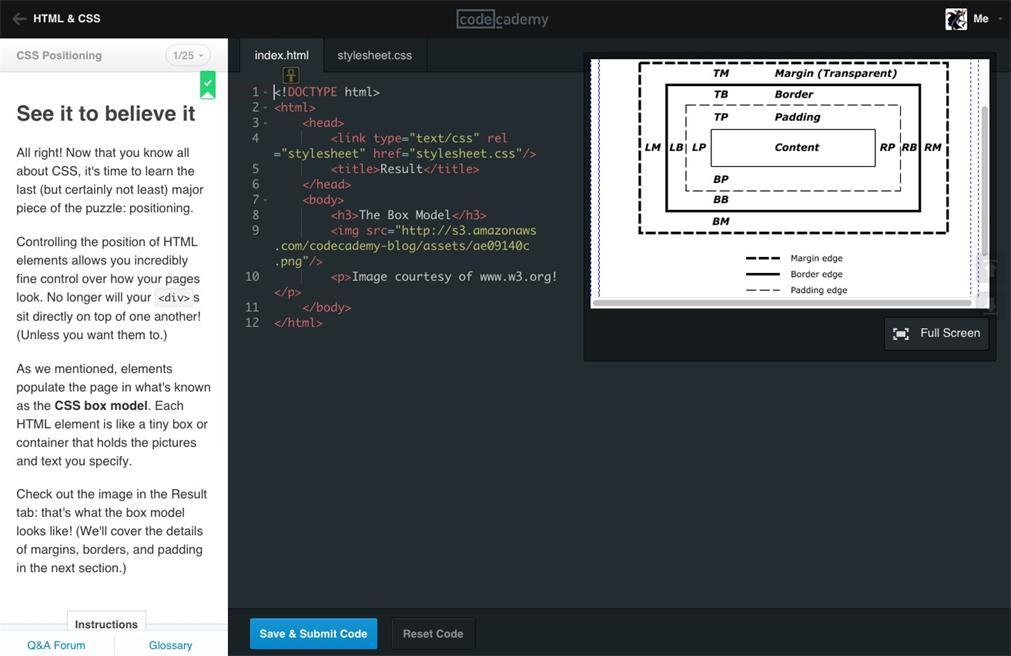 HTML & CSS
codecademy
Me
CSS Positioning
1/25
See it to believe it
All right! Now that you know all
about CSS, it's time to learn the
last (but certainly not least) major
piece of the puzzle: positioning.
Controlling the position of HTML
elements allows you incredibly
fine control over how your pages
look. No longer will your <div> s
sit directly on top of one another!
(Unless you want them to.)
As we mentioned, elements
populate the page in what's known
as the CSS box model. Each
HTML element is like a tiny box or
container that holds the pictures
and text you specify.
Check out the image in the Result
tab: that's what the box model
looks like! (We'll cover the details
of margins, borders, and padding
in the next section.)
Instructions
Q&A Forum
Glossary
index.html
stylesheet.css
1 <!DOCTYPE html>
2 <html>
3 <head>
4 <link type="text/css" rel
="stylesheet" href="stylesheet.css"/>
5 <title>Result</title>
6 </head>
7 <body>
8 <h3>The Box Model</h3>
9 <img src="http://s3.amazonaws
.com/codecademy-blog/assets/ae09140c
.png"/>
10 <p>Image courtesy of www.w3.org!
</p>
11 </body>
12 </html>
TM Margin (Transparent)
TB Border
TP Padding
LM LB LP Content RP RB RM
BP
BB
BM
Margin edge
Border edge
Padding edge
Full Screen
Save & Submit Code
Reset Code